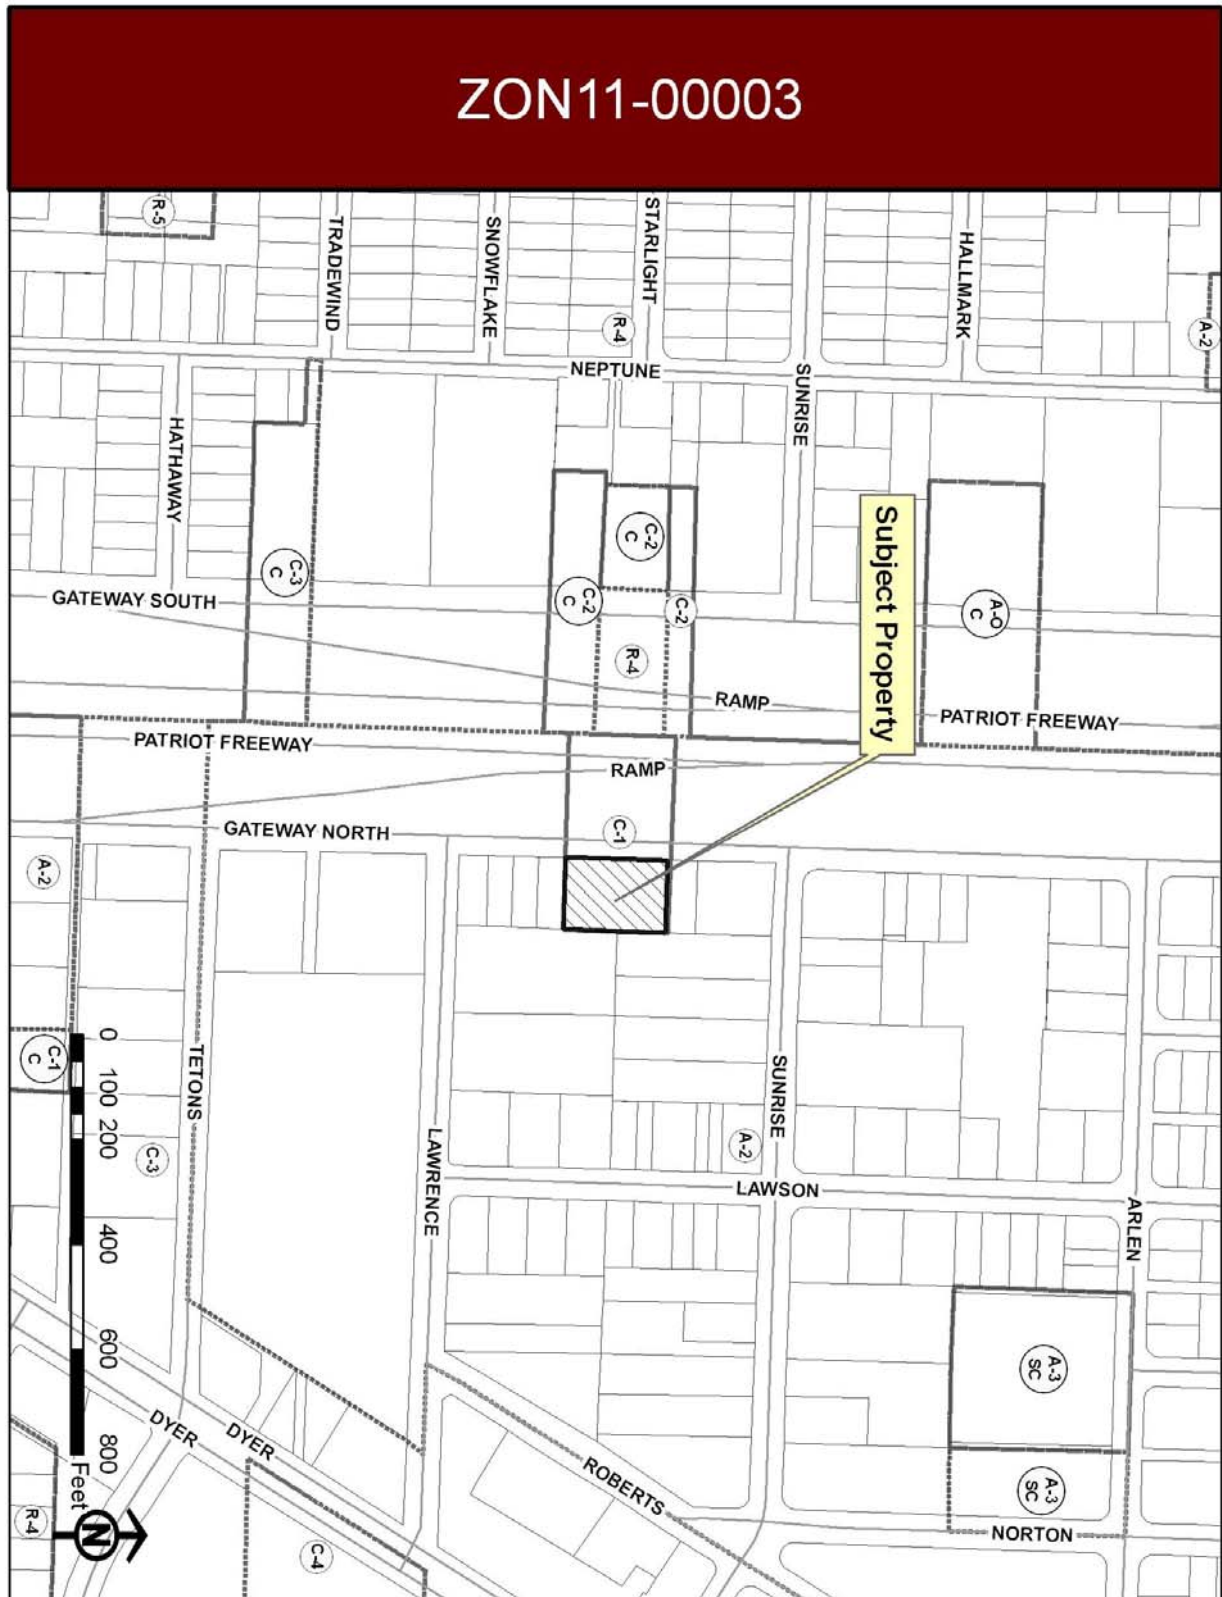 ZON11-00003
R-5
TRADEWIND
SNOWFLAKE
STARLIGHT
HALLMARK
R-4
A-2
NEPTUNE
SUNRISE
HATHAWAY
Subject Property
C-2
C
C-3
C
C-2
C
C-2
A-O
C
GATEWAY SOUTH
R-4
RAMP
PATRIOT FREEWAY
PATRIOT FREEWAY
RAMP
GATEWAY NORTH
C-1
A-2
C-1
C
TETONS
SUNRISE
A-2
C-3
LAWRENCE
LAWSON
ARLEN
A-3
SC
DYER
DYER
ROBERTS
A-3
SC
NORTON
R-4
C-4
0
100
200
400
600
800
Feet
N